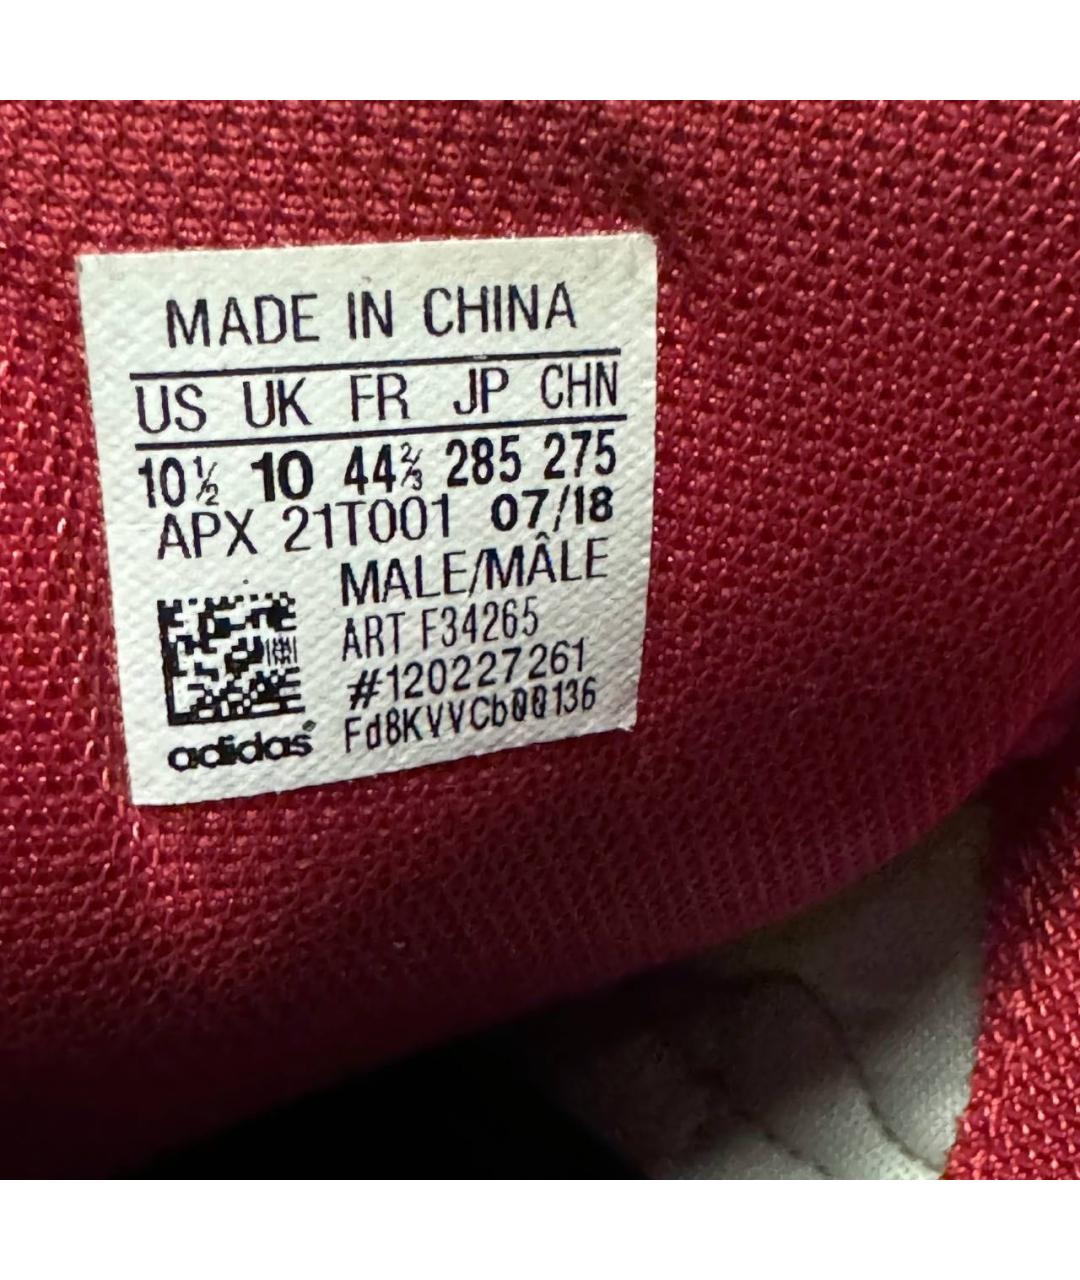 MADE IN CHINA
US UK FR JP CHN
10½ 10 44⅔ 285 275
APX 21T001 07/18
MALE/MÂLE
ART F34265
#120227261
Fd8KVVCb00136
adidas®